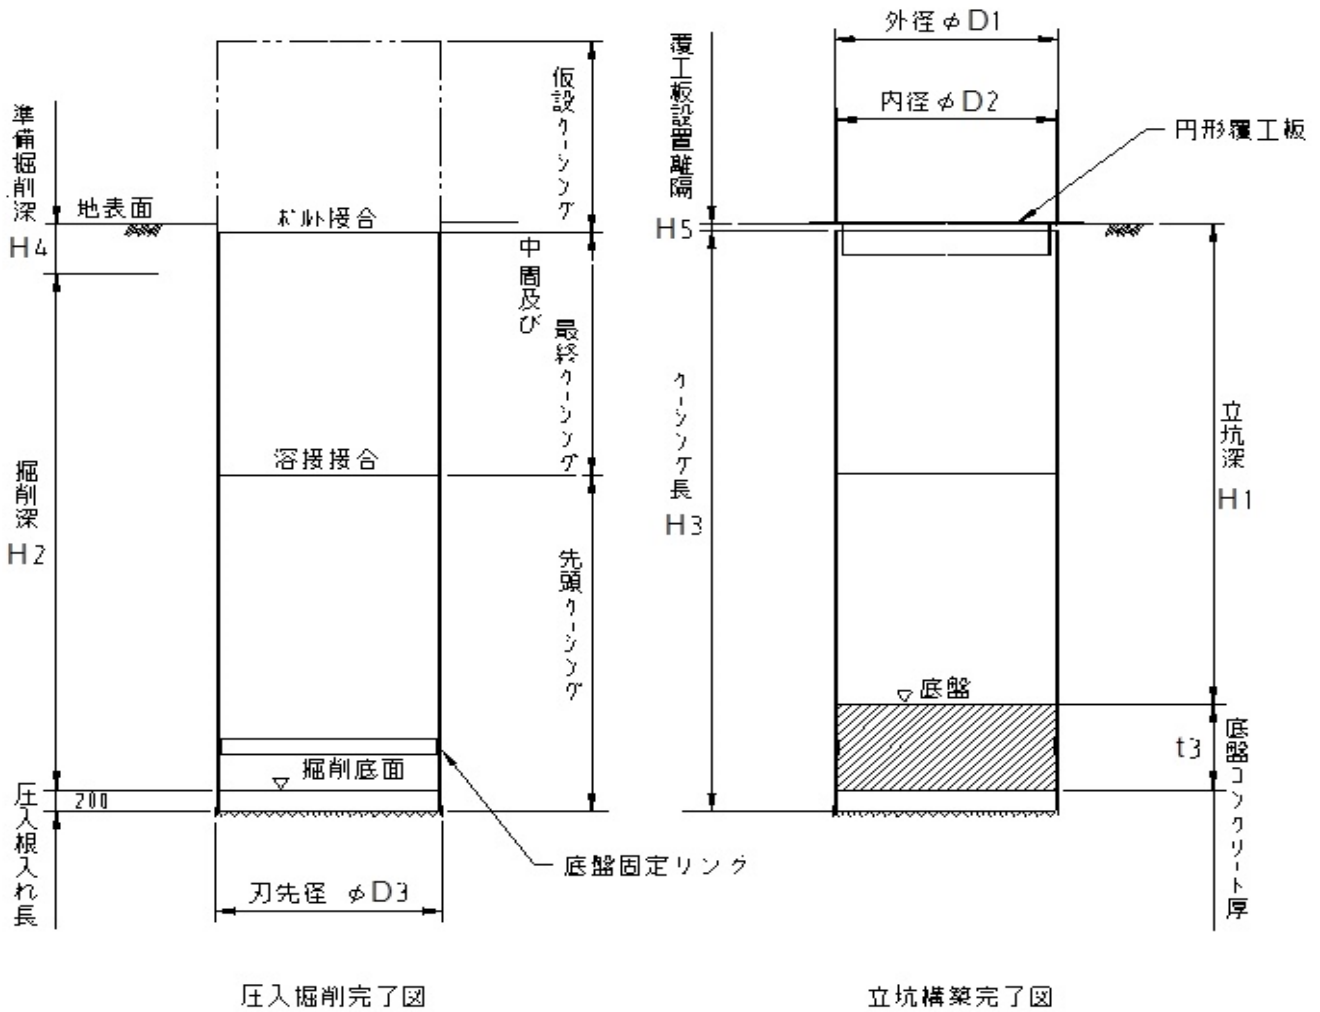 外径φD1
内径φD2
円形覆工板
覆工板設置離隔
H5
仮設ケーシング
準備掘削深
H4
地表面
ボルト接合
中間及び
最終ケーシング
溶接接合
掘削深
H2
ケーシング長
H3
立坑深
H1
先頭ケーシング
底盤
掘削底面
t3
底盤コンクリート厚
圧入根入れ長
200
底盤固定リング
刃先径 φD3
圧入掘削完了図
立坑構築完了図